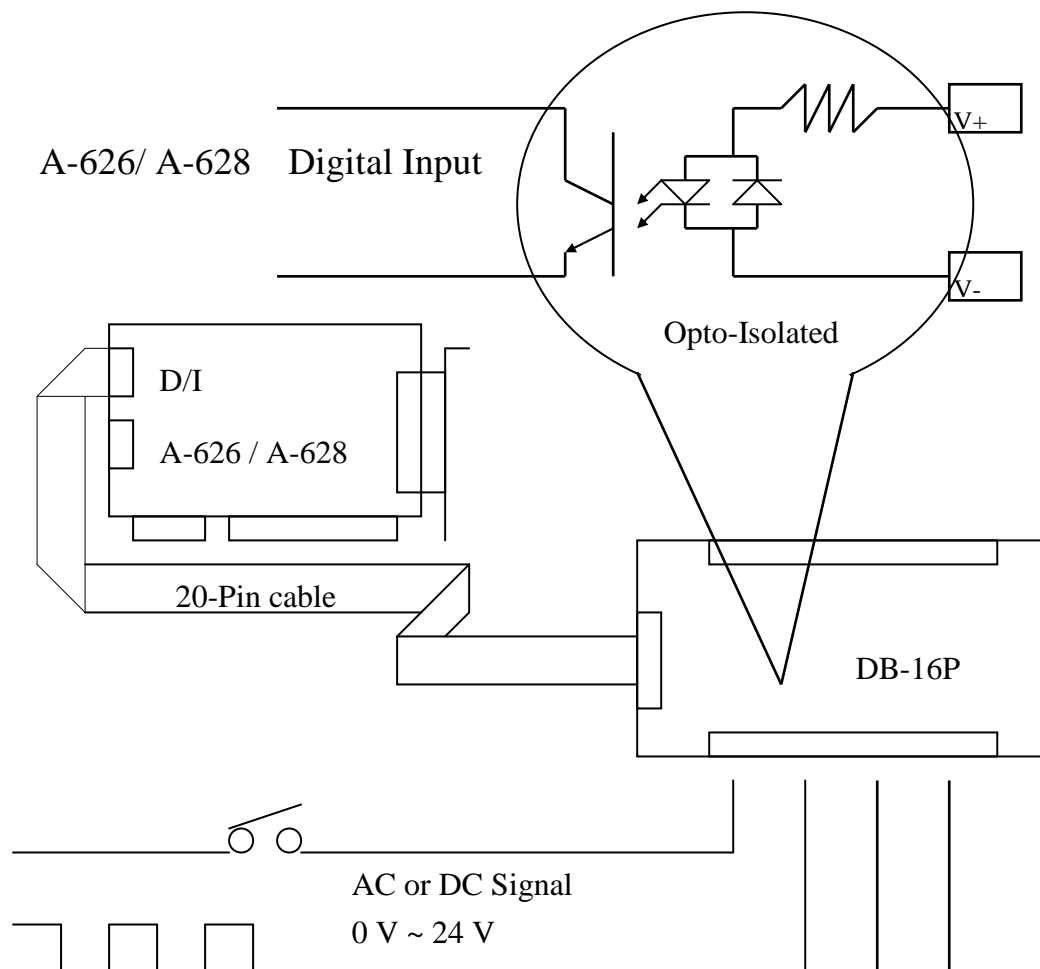 V+
A-626/ A-628 Digital Input
V-
Opto-Isolated
D/I
A-626 / A-628
20-Pin cable
DB-16P
AC or DC Signal
0 V ~ 24 V